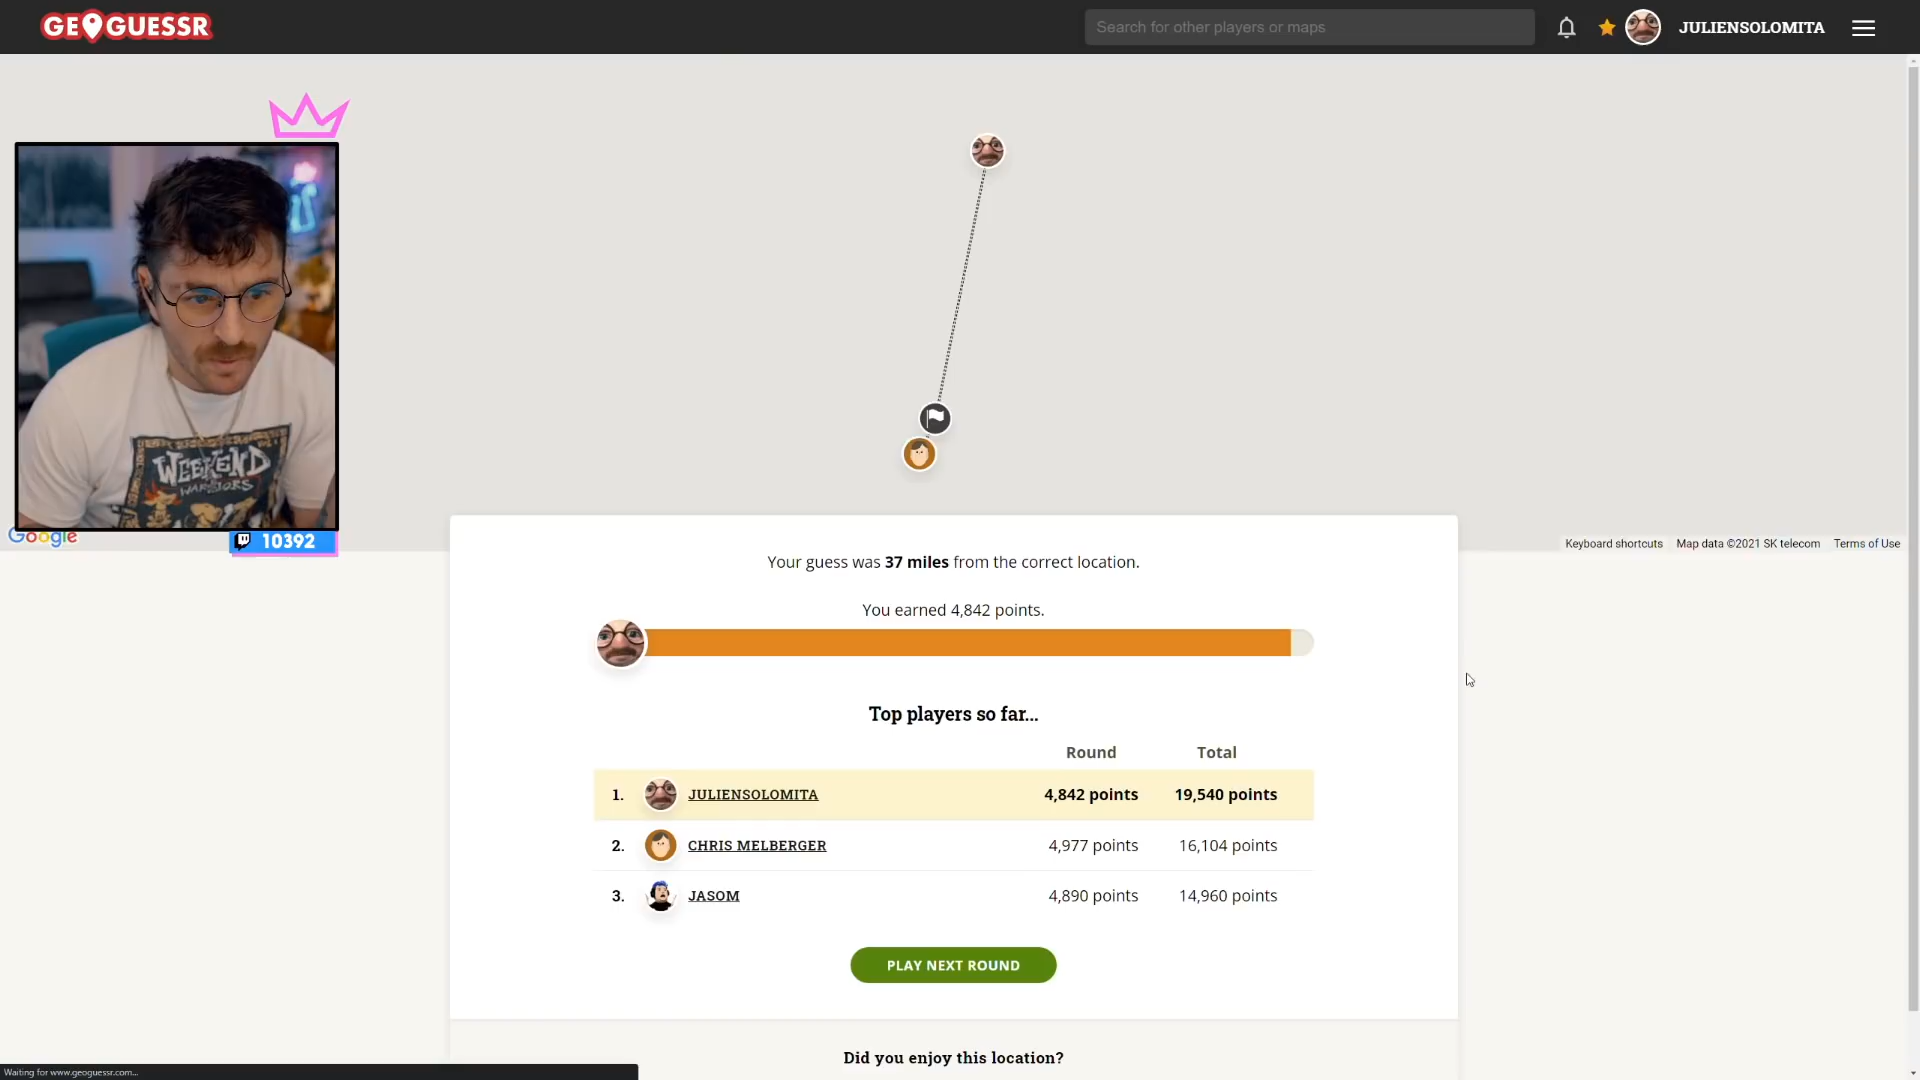 GEOGUESSR
Search for other players or maps
JULIENSOLOMITA
WEEKEND
WARRIORS
Google
10392
Keyboard shortcuts
Map data ©2021 SK telecom
Terms of Use
Your guess was 37 miles from the correct location.
You earned 4,842 points.
Top players so far...
Round Total
1. JULIENSOLOMITA 4,842 points 19,540 points
2. CHRIS MELBERGER 4,977 points 16,104 points
3. JASOM 4,890 points 14,960 points
PLAY NEXT ROUND
Did you enjoy this location?
Waiting for www.geoguessr.com...